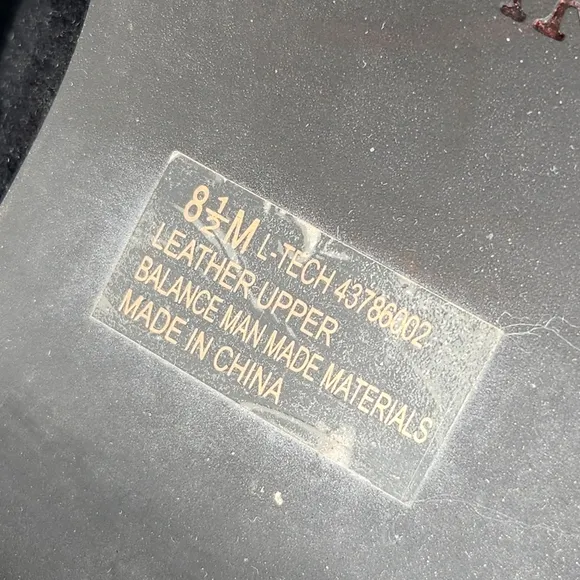 8½M L-TECH 43786002
LEATHER UPPER
BALANCE MAN MADE MATERIALS
MADE IN CHINA